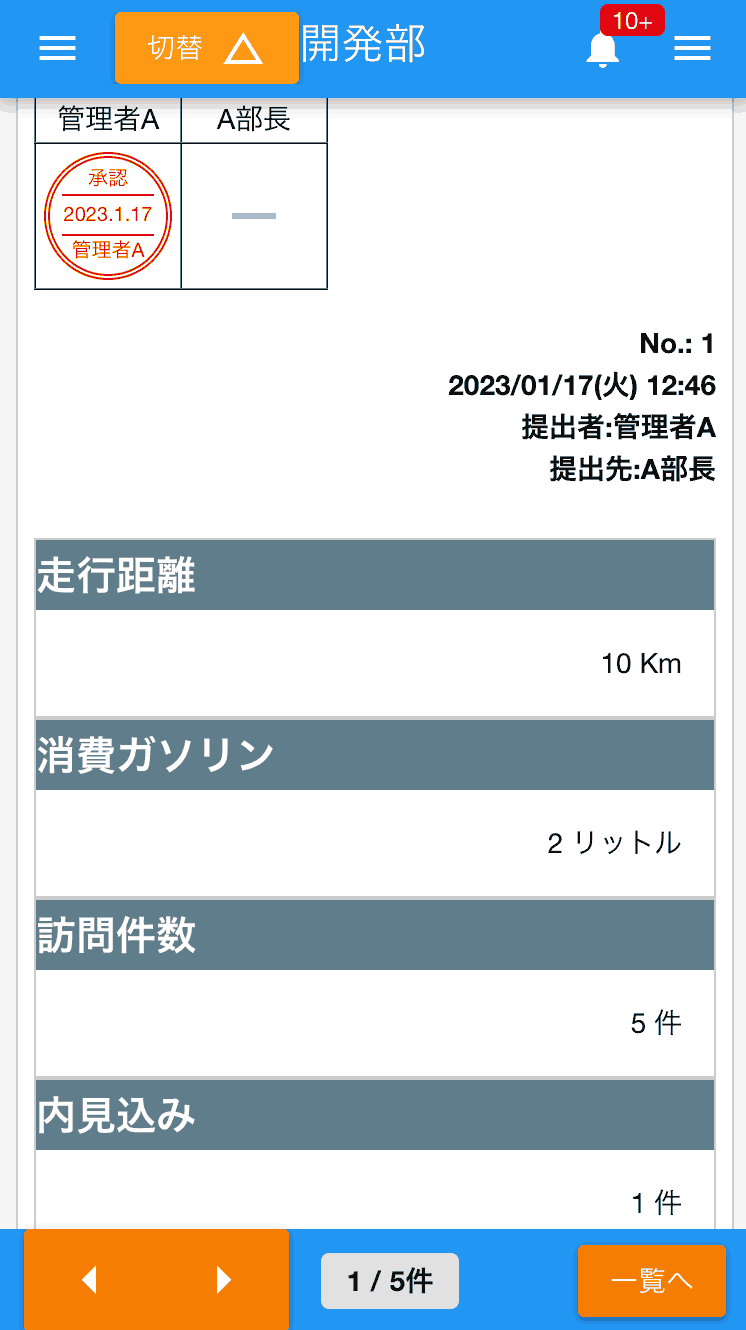 切替
開発部
10+
管理者A
A部長
承認
2023.1.17
管理者A
No.: 1
2023/01/17(火) 12:46
提出者:管理者A
提出先:A部長
走行距離
10 Km
消費ガソリン
2 リットル
訪問件数
5 件
内見込み
1 件
1 / 5件
一覧へ